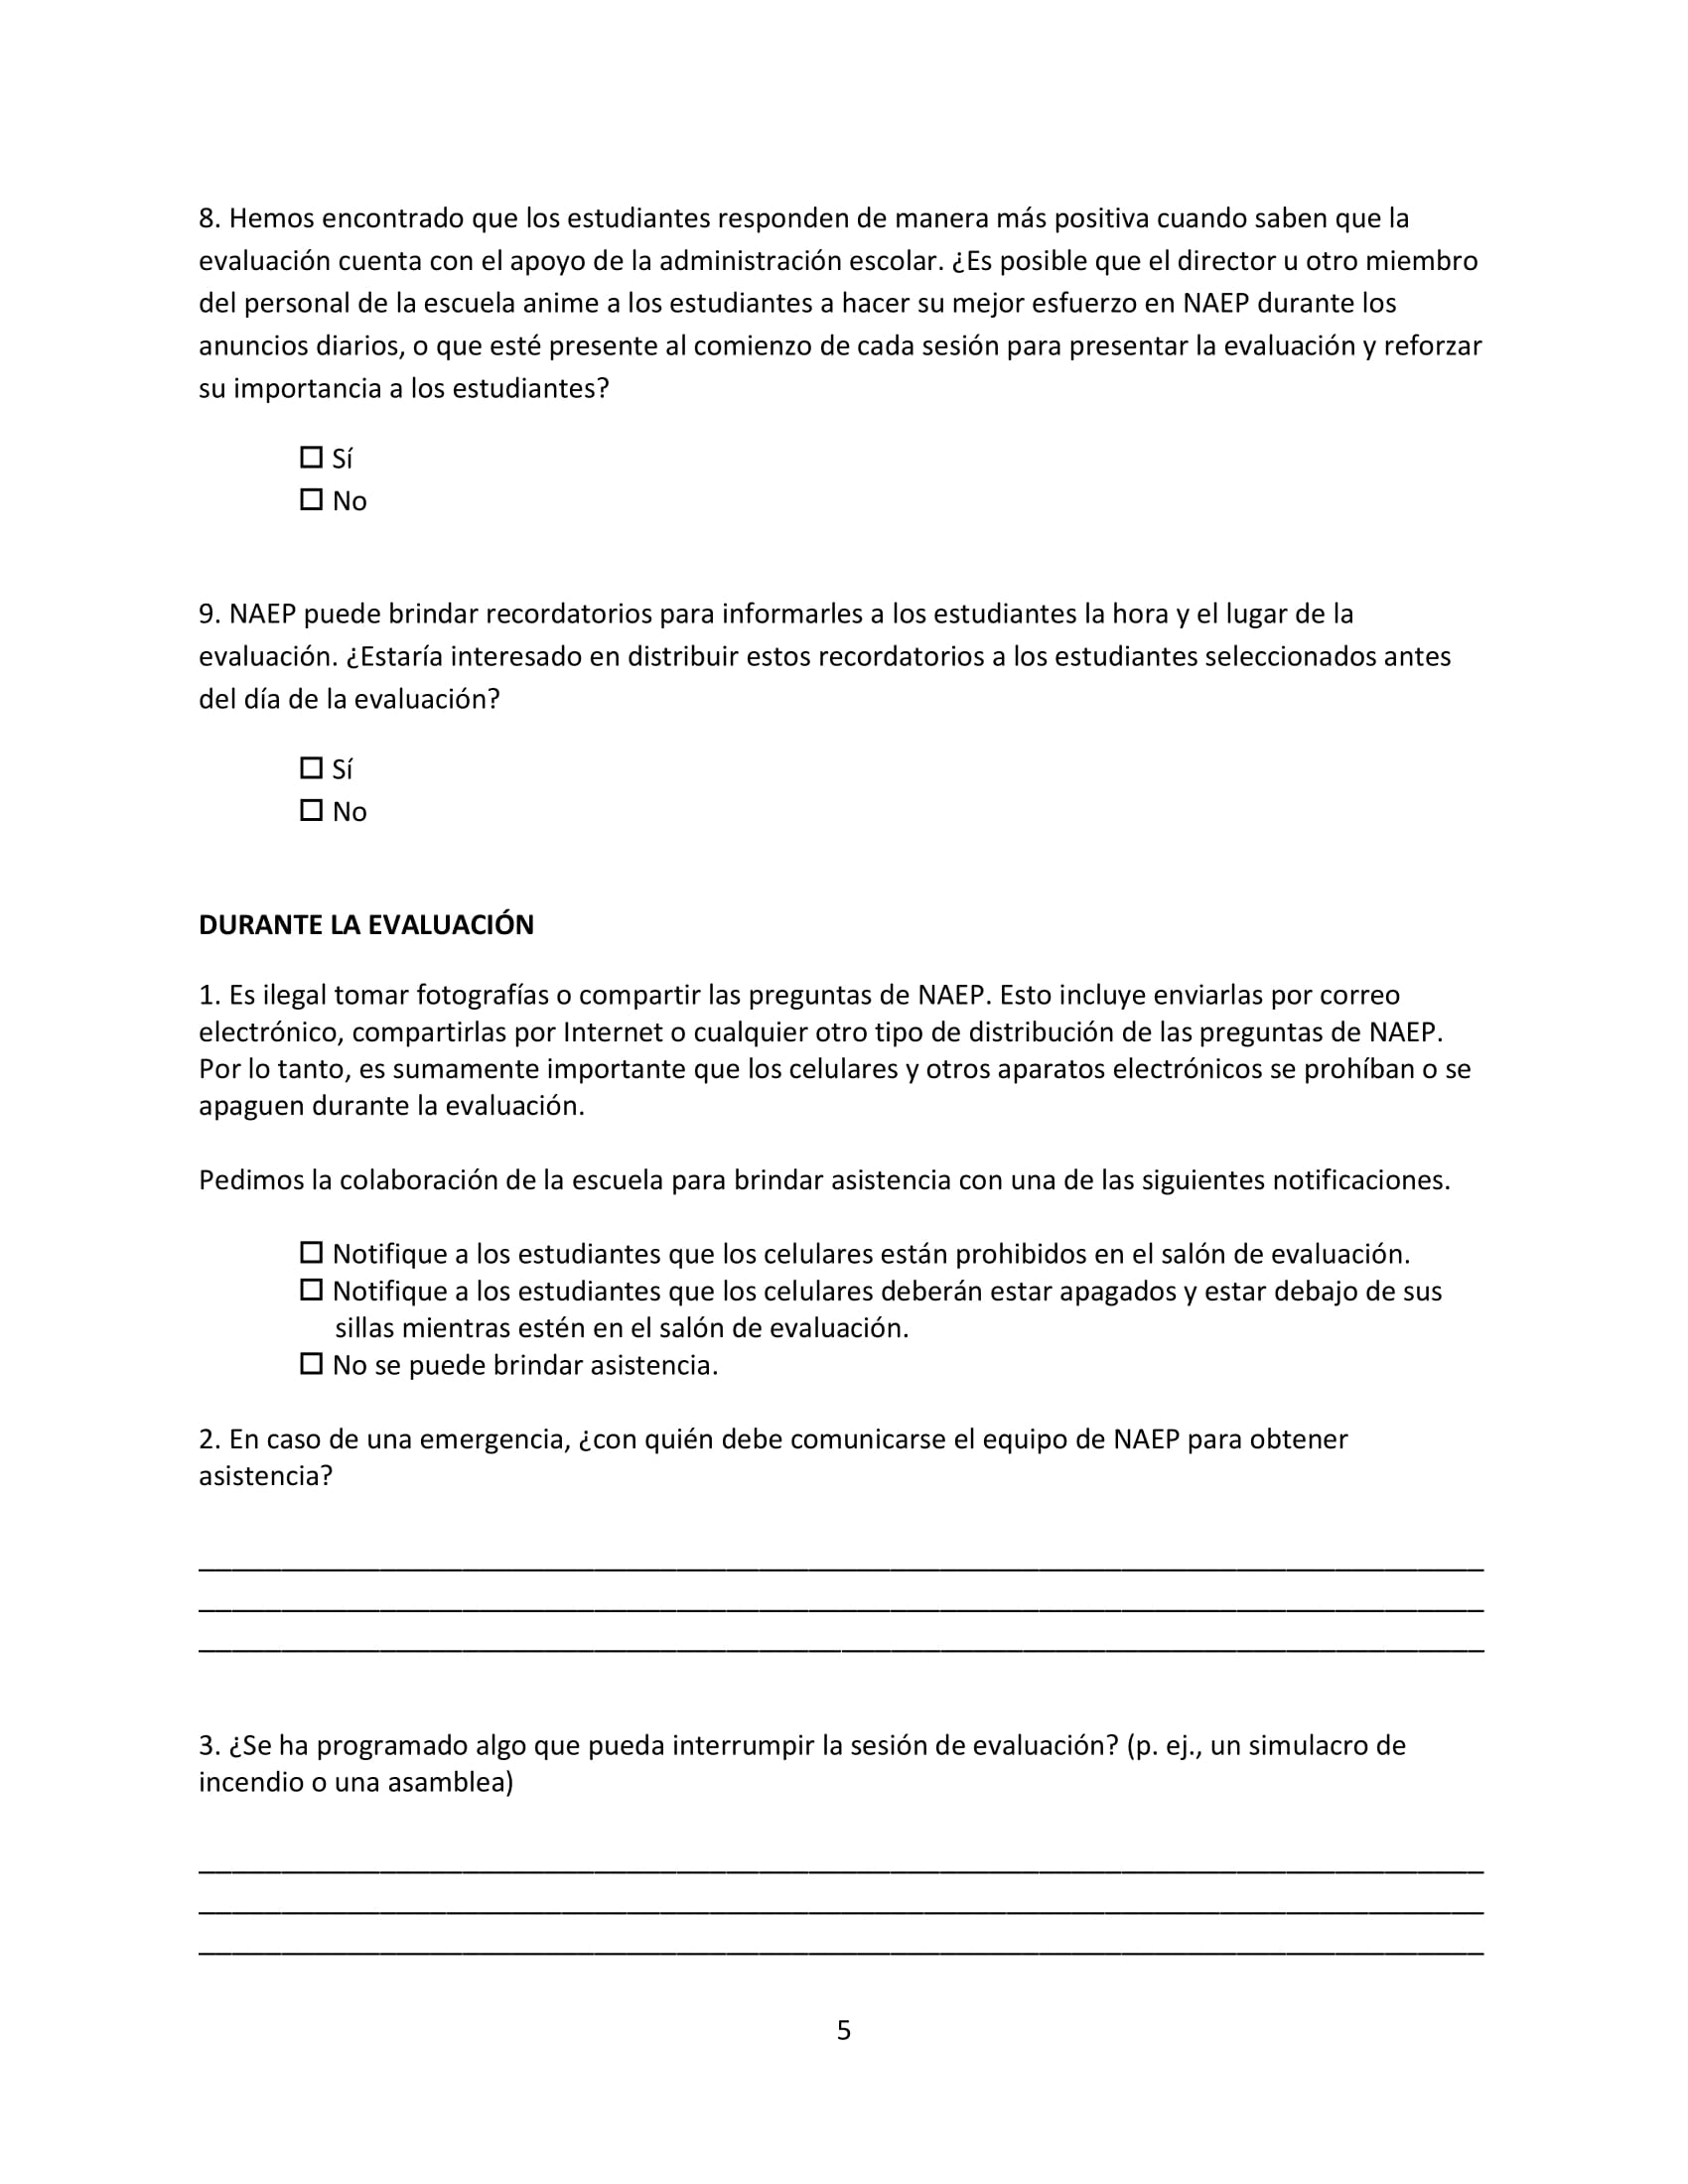 8. Hemos encontrado que los estudiantes responden de manera más positiva cuando saben que la
evaluación cuenta con el apoyo de la administración escolar. ¿Es posible que el director u otro miembro
del personal de la escuela anime a los estudiantes a hacer su mejor esfuerzo en NAEP durante los
anuncios diarios, o que esté presente al comienzo de cada sesión para presentar la evaluación y reforzar
su importancia a los estudiantes?
☐ Sí
☐ No
9. NAEP puede brindar recordatorios para informarles a los estudiantes la hora y el lugar de la
evaluación. ¿Estaría interesado en distribuir estos recordatorios a los estudiantes seleccionados antes
del día de la evaluación?
☐ Sí
☐ No
DURANTE LA EVALUACIÓN
1. Es ilegal tomar fotografías o compartir las preguntas de NAEP. Esto incluye enviarlas por correo
electrónico, compartirlas por Internet o cualquier otro tipo de distribución de las preguntas de NAEP.
Por lo tanto, es sumamente importante que los celulares y otros aparatos electrónicos se prohíban o se
apaguen durante la evaluación.
Pedimos la colaboración de la escuela para brindar asistencia con una de las siguientes notificaciones.
☐ Notifique a los estudiantes que los celulares están prohibidos en el salón de evaluación.
☐ Notifique a los estudiantes que los celulares deberán estar apagados y estar debajo de sus
sillas mientras estén en el salón de evaluación.
☐ No se puede brindar asistencia.
2. En caso de una emergencia, ¿con quién debe comunicarse el equipo de NAEP para obtener
asistencia?
3. ¿Se ha programado algo que pueda interrumpir la sesión de evaluación? (p. ej., un simulacro de
incendio o una asamblea)
5